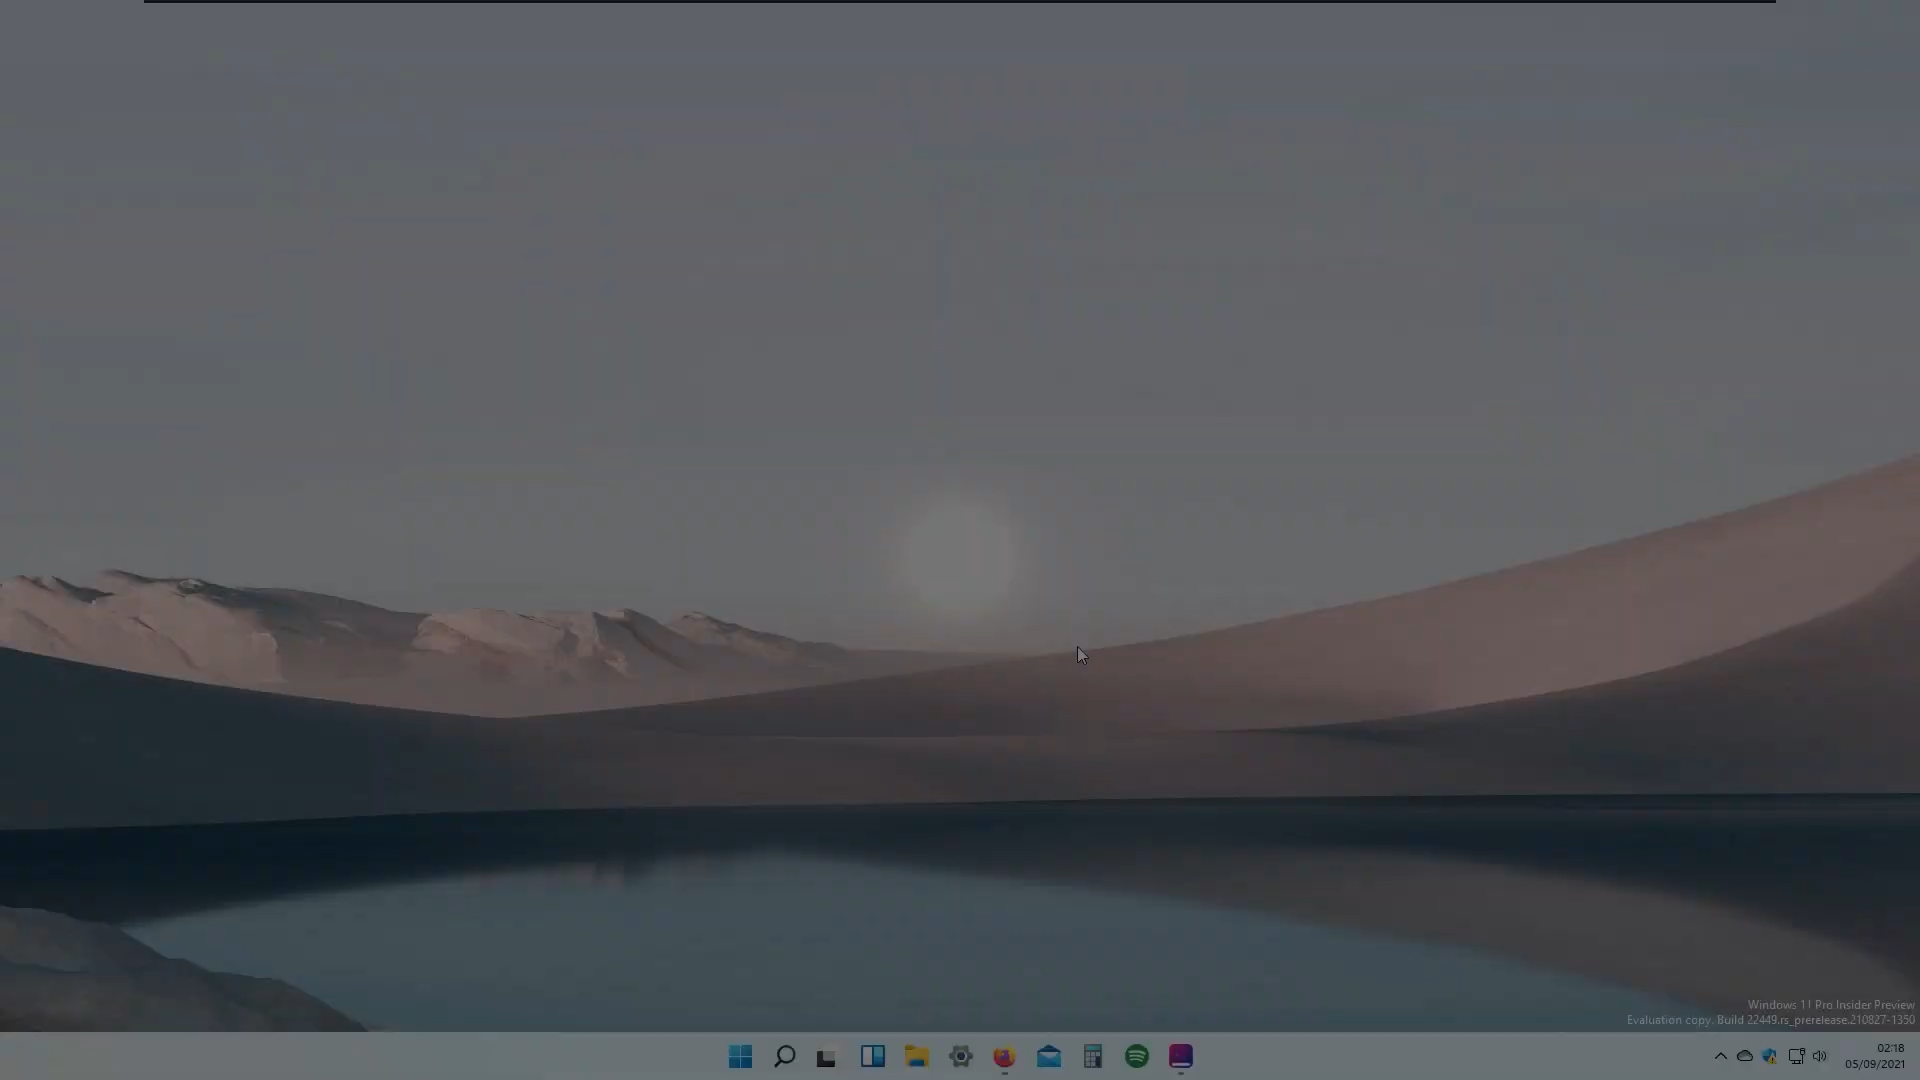 Windows 11 Pro Insider Preview
Evaluation copy. Build 22449.rs_prerelease.210827-1350
02:18
05/09/2021